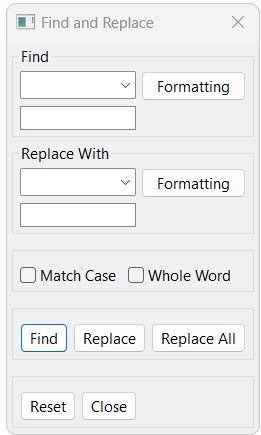 Find and Replace
Find
Formatting
Replace With
Formatting
Match Case Whole Word
Find Replace Replace All
Reset Close